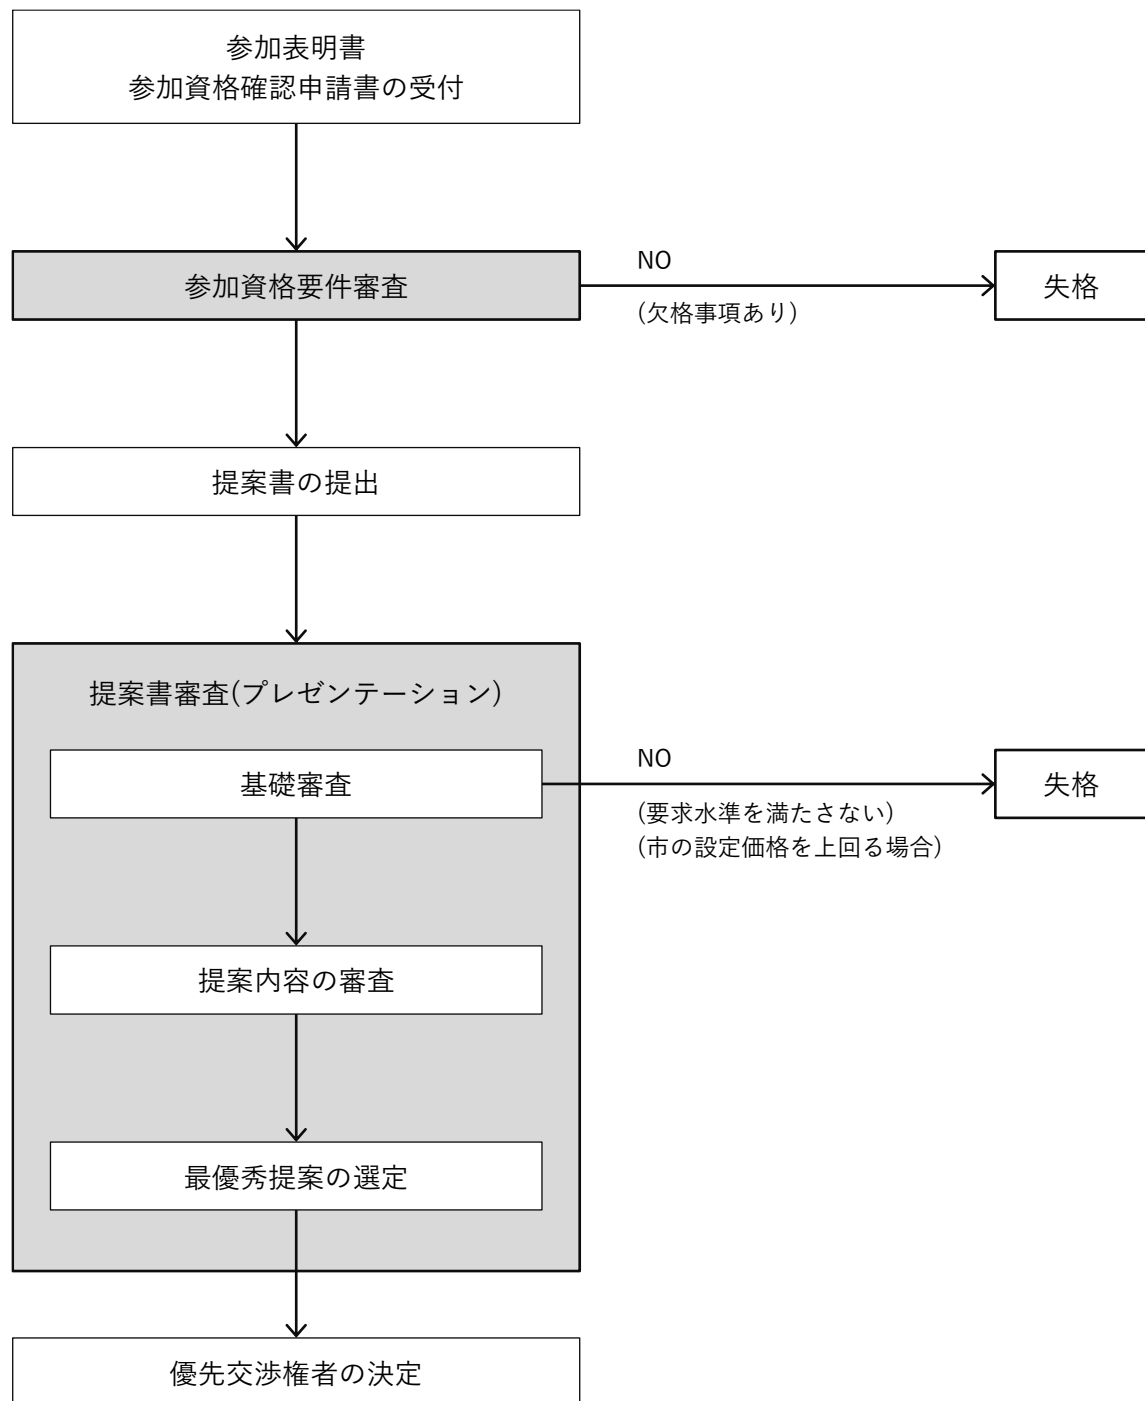 参加表明書
参加資格確認申請書の受付
参加資格要件審査
NO
(欠格事項あり)
失格
提案書の提出
提案書審査(プレゼンテーション)
基礎審査
NO
(要求水準を満たさない)
(市の設定価格を上回る場合)
失格
提案内容の審査
最優秀提案の選定
優先交渉権者の決定